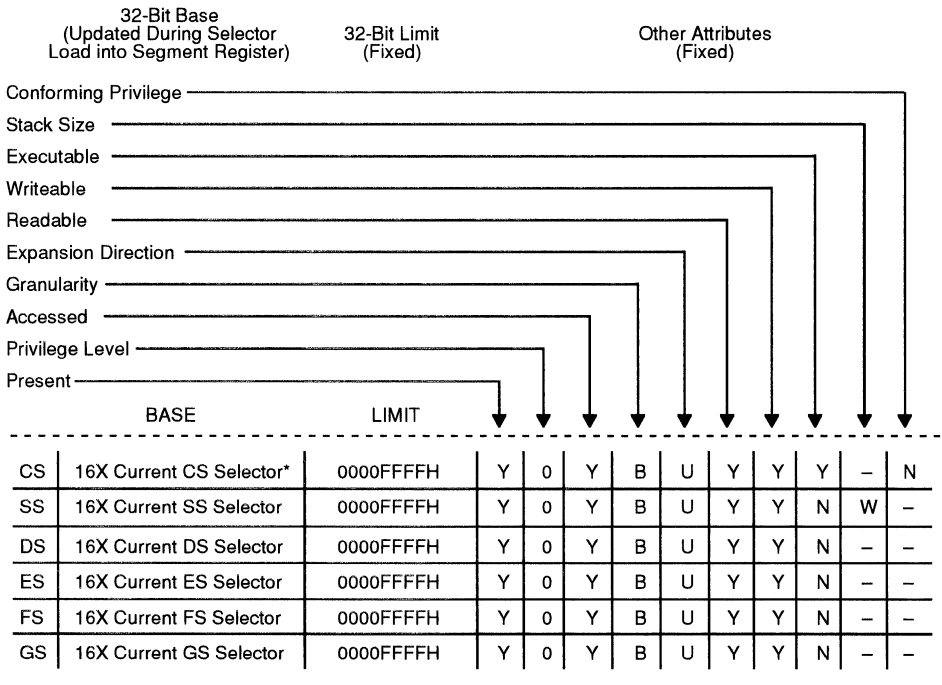 32-Bit Base
(Updated During Selector
Load into Segment Register)
32-Bit Limit
(Fixed)
Other Attributes
(Fixed)
Conforming Privilege
Stack Size
Executable
Writeable
Readable
Expansion Direction
Granularity
Accessed
Privilege Level
Present
BASE LIMIT
CS 16X Current CS Selector* 0000FFFFH Y 0 Y B U Y Y Y – N
SS 16X Current SS Selector 0000FFFFH Y 0 Y B U Y Y N W –
DS 16X Current DS Selector 0000FFFFH Y 0 Y B U Y Y N – –
ES 16X Current ES Selector 0000FFFFH Y 0 Y B U Y Y N – –
FS 16X Current FS Selector 0000FFFFH Y 0 Y B U Y Y N – –
GS 16X Current GS Selector 0000FFFFH Y 0 Y B U Y Y N – –